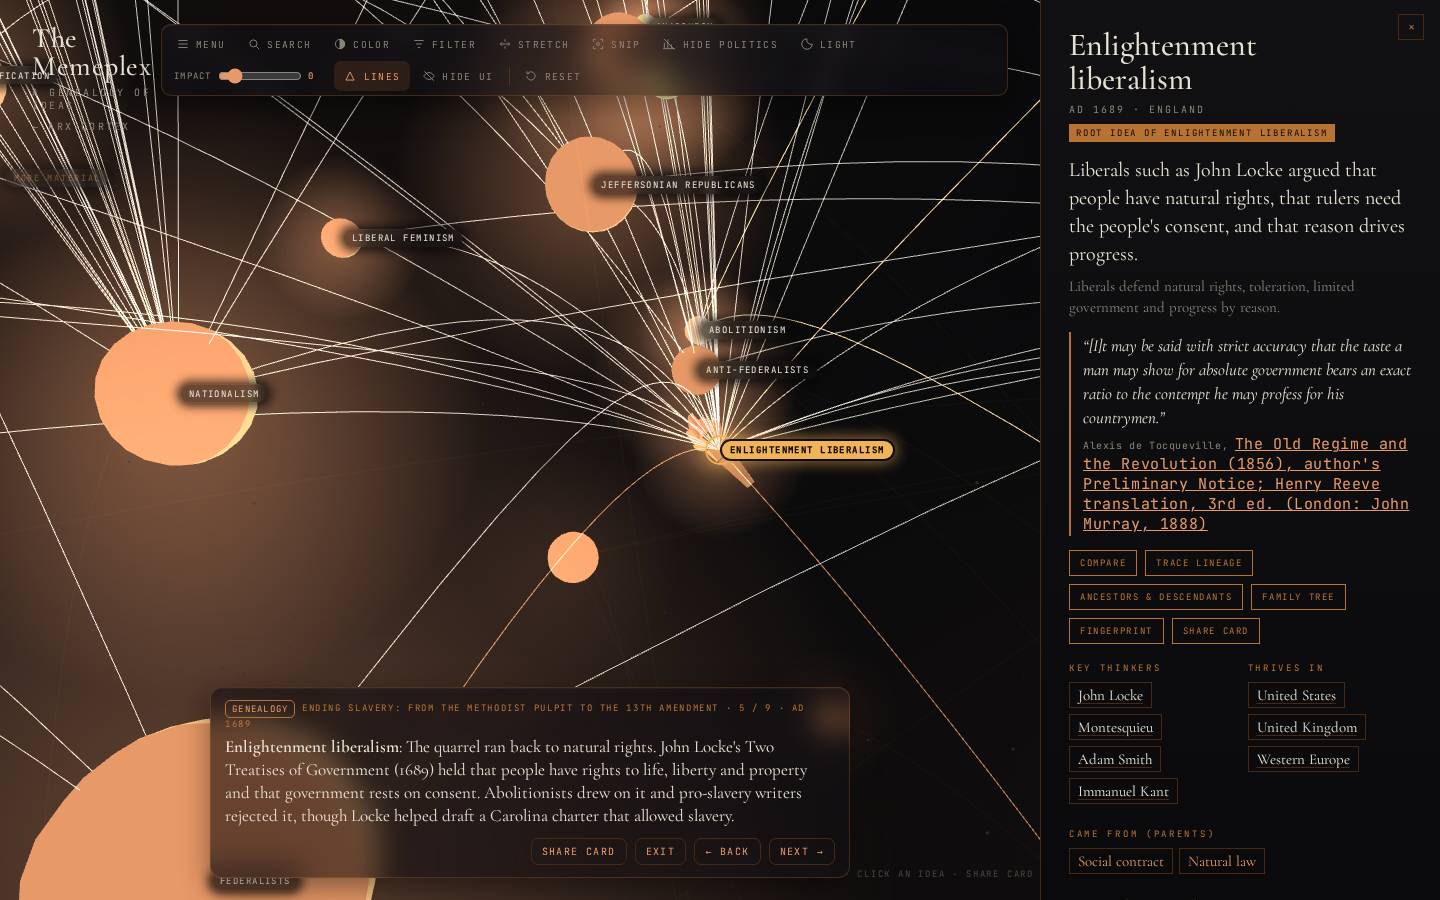 The
Memeplex
GENEALOGY OF
MENU
SEARCH
COLOR
FILTER
STRETCH
SNIP
HIDE POLITICS
LIGHT
IMPACT
0
LINES
HIDE UI
RESET
MORE MATERIAL
JEFFERSONIAN REPUBLICANS
LIBERAL FEMINISM
ABOLITIONISM
ANTI-FEDERALISTS
NATIONALISM
ENLIGHTENMENT LIBERALISM
FEDERALISTS
GENEALOGY ENDING SLAVERY: FROM THE METHODIST PULPIT TO THE 13TH AMENDMENT · 5 / 9 · AD
1689
Enlightenment liberalism: The quarrel ran back to natural rights. John Locke's Two
Treatises of Government (1689) held that people have rights to life, liberty and property
and that government rests on consent. Abolitionists drew on it and pro-slavery writers
rejected it, though Locke helped draft a Carolina charter that allowed slavery.
SHARE CARD
EXIT
← BACK
NEXT →
CLICK AN IDEA · SHARE CARD
×
Enlightenment
liberalism
AD 1689 · ENGLAND
ROOT IDEA OF ENLIGHTENMENT LIBERALISM
Liberals such as John Locke argued that
people have natural rights, that rulers need
the people's consent, and that reason drives
progress.
Liberals defend natural rights, toleration, limited
government and progress by reason.
“[I]t may be said with strict accuracy that the taste a
man may show for absolute government bears an exact
ratio to the contempt he may profess for his
countrymen.”
Alexis de Tocqueville, The Old Regime and
the Revolution (1856), author's
Preliminary Notice; Henry Reeve
translation, 3rd ed. (London: John
Murray, 1888)
COMPARE
TRACE LINEAGE
ANCESTORS & DESCENDANTS
FAMILY TREE
FINGERPRINT
SHARE CARD
KEY THINKERS
John Locke
Montesquieu
Adam Smith
Immanuel Kant
THRIVES IN
United States
United Kingdom
Western Europe
CAME FROM (PARENTS)
Social contract
Natural law